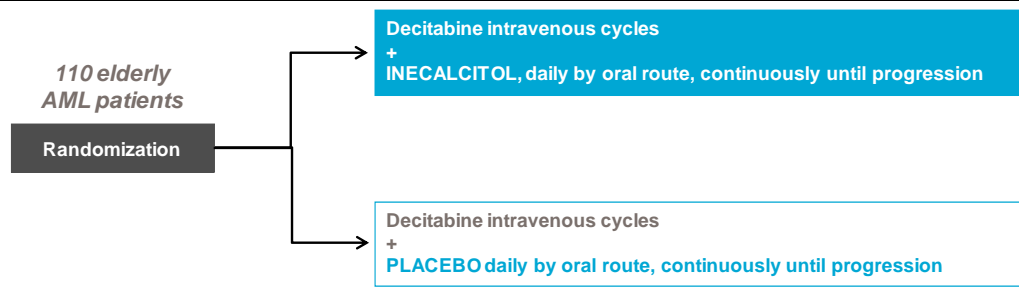 110 elderly
AML patients
Randomization
Decitabine intravenous cycles
+
INECALCITOL, daily by oral route, continuously until progression
Decitabine intravenous cycles
+
PLACEBO daily by oral route, continuously until progression